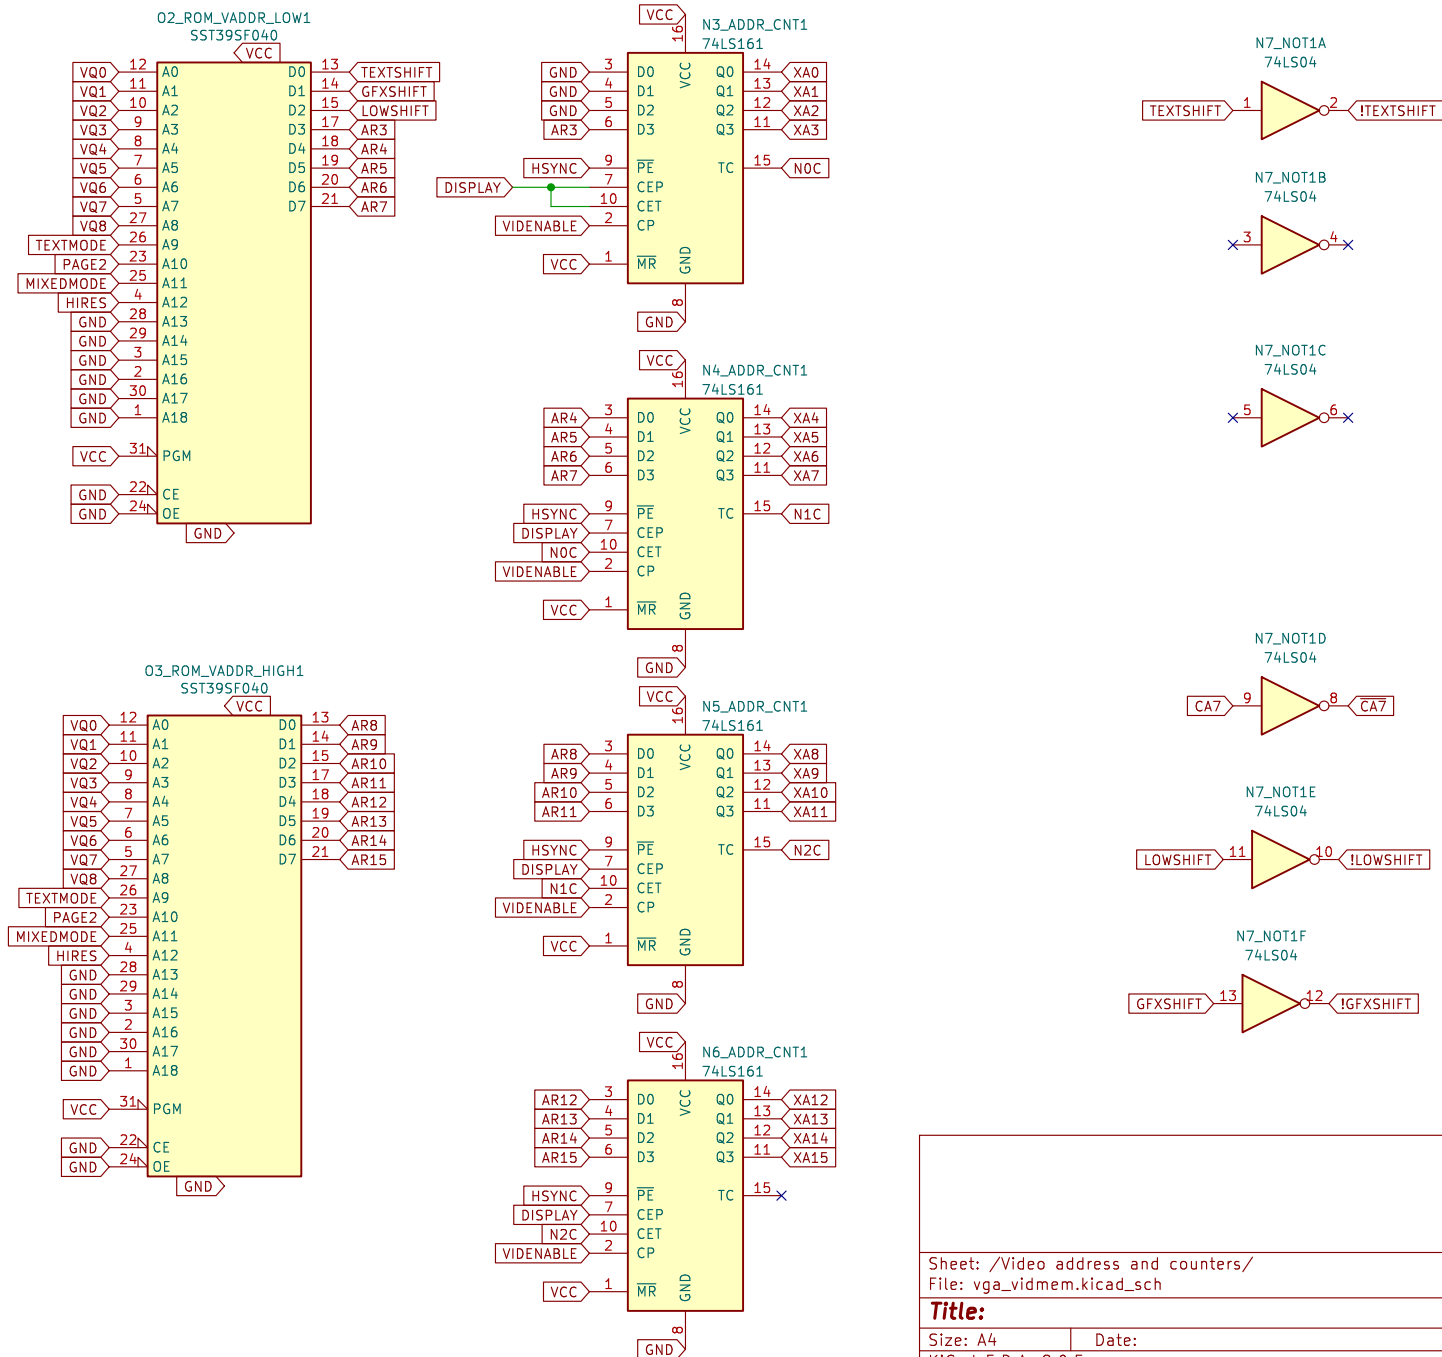 O2_ROM_VADDR_LOW1
SST39SF040
VCC
VQ0 12 A0 D0 13 TEXTSHIFT
VQ1 11 A1 D1 14 GFXSHIFT
VQ2 10 A2 D2 15 LOWSHIFT
VQ3 9 A3 D3 17 AR3
VQ4 8 A4 D4 18 AR4
VQ5 7 A5 D5 19 AR5
VQ6 6 A6 D6 20 AR6
VQ7 5 A7 D7 21 AR7
VQ8 27 A8
TEXTMODE 26 A9
PAGE2 23 A10
MIXEDMODE 25 A11
HIRES 4 A12
GND 28 A13
GND 29 A14
GND 3 A15
GND 2 A16
GND 30 A17
GND 1 A18
VCC 31 PGM
GND 22 CE
GND 24 OE
GND
O3_ROM_VADDR_HIGH1
SST39SF040
VCC
VQ0 12 A0 D0 13 AR8
VQ1 11 A1 D1 14 AR9
VQ2 10 A2 D2 15 AR10
VQ3 9 A3 D3 17 AR11
VQ4 8 A4 D4 18 AR12
VQ5 7 A5 D5 19 AR13
VQ6 6 A6 D6 20 AR14
VQ7 5 A7 D7 21 AR15
VQ8 27 A8
TEXTMODE 26 A9
PAGE2 23 A10
MIXEDMODE 25 A11
HIRES 4 A12
GND 28 A13
GND 29 A14
GND 3 A15
GND 2 A16
GND 30 A17
GND 1 A18
VCC 31 PGM
GND 22 CE
GND 24 OE
GND
VCC 16
N3_ADDR_CNT1
74LS161
VCC
GND 3 D0 Q0 14 XA0
GND 4 D1 Q1 13 XA1
GND 5 D2 Q2 12 XA2
AR3 6 D3 Q3 11 XA3
HSYNC 9 PE TC 15 N0C
DISPLAY 7 CEP
10 CET
VIDENABLE 2 CP
VCC 1 MR GND
GND 8
VCC 16
N4_ADDR_CNT1
74LS161
VCC
AR4 3 D0 Q0 14 XA4
AR5 4 D1 Q1 13 XA5
AR6 5 D2 Q2 12 XA6
AR7 6 D3 Q3 11 XA7
HSYNC 9 PE TC 15 N1C
DISPLAY 7 CEP
N0C 10 CET
VIDENABLE 2 CP
VCC 1 MR GND
GND 8
VCC 16
N5_ADDR_CNT1
74LS161
VCC
AR8 3 D0 Q0 14 XA8
AR9 4 D1 Q1 13 XA9
AR10 5 D2 Q2 12 XA10
AR11 6 D3 Q3 11 XA11
HSYNC 9 PE TC 15 N2C
DISPLAY 7 CEP
N1C 10 CET
VIDENABLE 2 CP
VCC 1 MR GND
GND 8
VCC 16
N6_ADDR_CNT1
74LS161
VCC
AR12 3 D0 Q0 14 XA12
AR13 4 D1 Q1 13 XA13
AR14 5 D2 Q2 12 XA14
AR15 6 D3 Q3 11 XA15
HSYNC 9 PE TC 15
DISPLAY 7 CEP
N2C 10 CET
VIDENABLE 2 CP
VCC 1 MR GND
GND 8
N7_NOT1A
74LS04
TEXTSHIFT 1 2 !TEXTSHIFT
N7_NOT1B
74LS04
3 4
N7_NOT1C
74LS04
5 6
N7_NOT1D
74LS04
CA7 9 8 CA7
N7_NOT1E
74LS04
LOWSHIFT 11 10 !LOWSHIFT
N7_NOT1F
74LS04
GFXSHIFT 13 12 !GFXSHIFT
Sheet: /Video address and counters/
File: vga_vidmem.kicad_sch
Title:
Size: A4 Date: